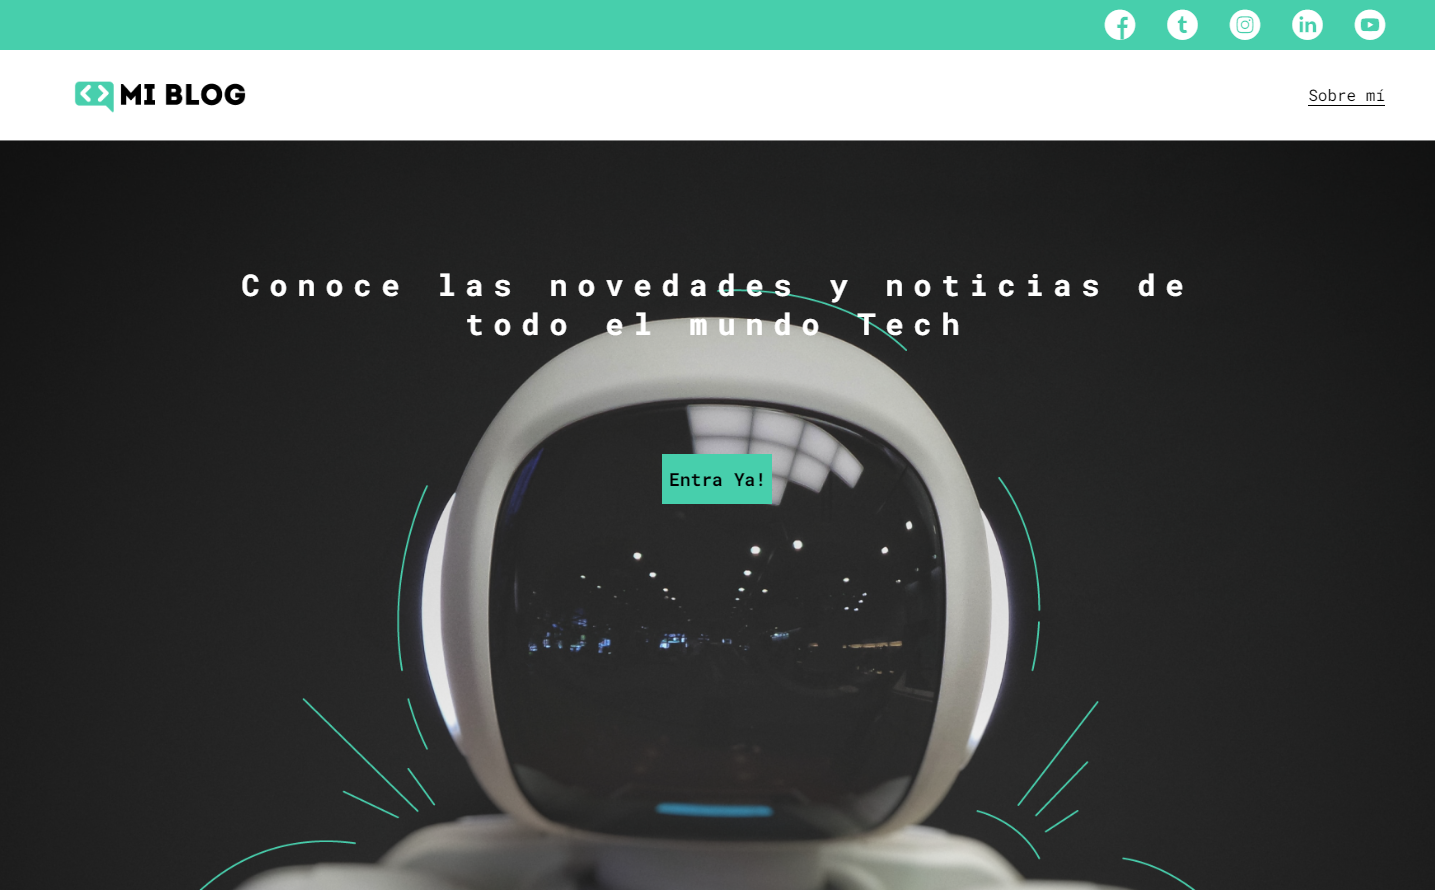 MI BLOG
Sobre mí
Conoce las novedades y noticias de
todo el mundo Tech
Entra Ya!